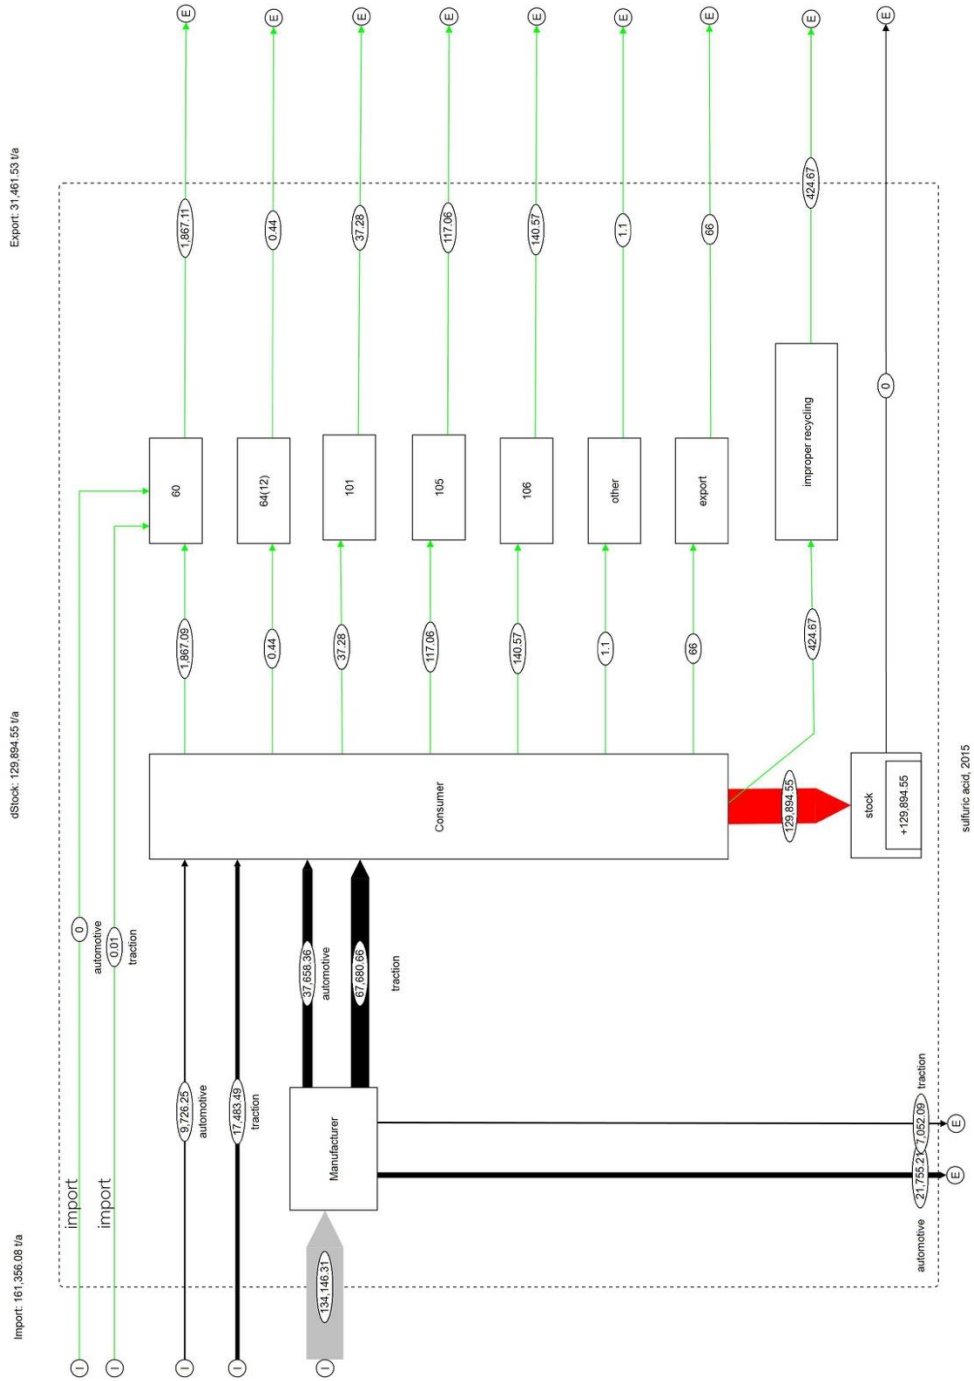 Import: 161,356.08 t/a
dStock: 129,894.55 t/a
Export: 31,461.53 t/a
I
import
0
automotive
I
import
0.01
traction
I
9,726.25
automotive
I
17,483.49
traction
I
134,146.31
Manufacturer
37,658.36
automotive
67,680.66
traction
automotive
21,755.21
E
7,052.09
traction
E
Consumer
1,867.09
60
1,867.11
E
0.44
64(12)
0.44
E
37.28
101
37.28
E
117.06
105
117.06
E
140.57
106
140.57
E
1.1
other
1.1
E
66
export
66
E
424.67
improper recycling
424.67
E
129,894.55
stock
+129,894.55
0
E
sulfuric acid, 2015